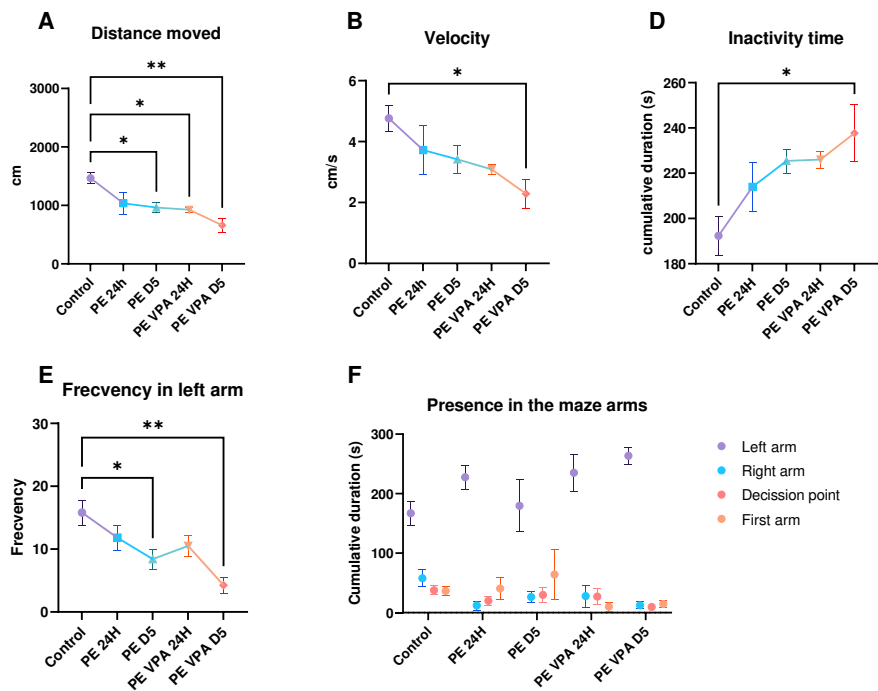 A
Distance moved
**
*
*
3000
2000
1000
0
cm
Control
PE 24h
PE D5
PE VPA 24H
PE VPA D5
B
Velocity
*
6
4
2
0
cm/s
Control
PE 24H
PE D5
PE VPA 24H
PE VPA D5
D
Inactivity time
*
260
240
220
200
180
cumulative duration (s)
Control
PE 24H
PE D5
PE VPA 24H
PE VPA D5
E
Frecvency in left arm
**
*
30
20
10
0
Frecvency
Control
PE 24H
PE D5
PE VPA 24H
PE VPA D5
F
Presence in the maze arms
300
200
100
0
Cumulative duration (s)
Control
PE 24H
PE D5
PE VPA 24H
PE VPA D5
Left arm
Right arm
Decission point
First arm